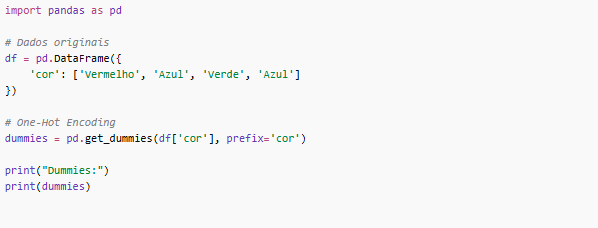 import pandas as pd
# Dados originais
df = pd.DataFrame({
    'cor': ['Vermelho', 'Azul', 'Verde', 'Azul']
})
# One-Hot Encoding
dummies = pd.get_dummies(df['cor'], prefix='cor')
print("Dummies:")
print(dummies)